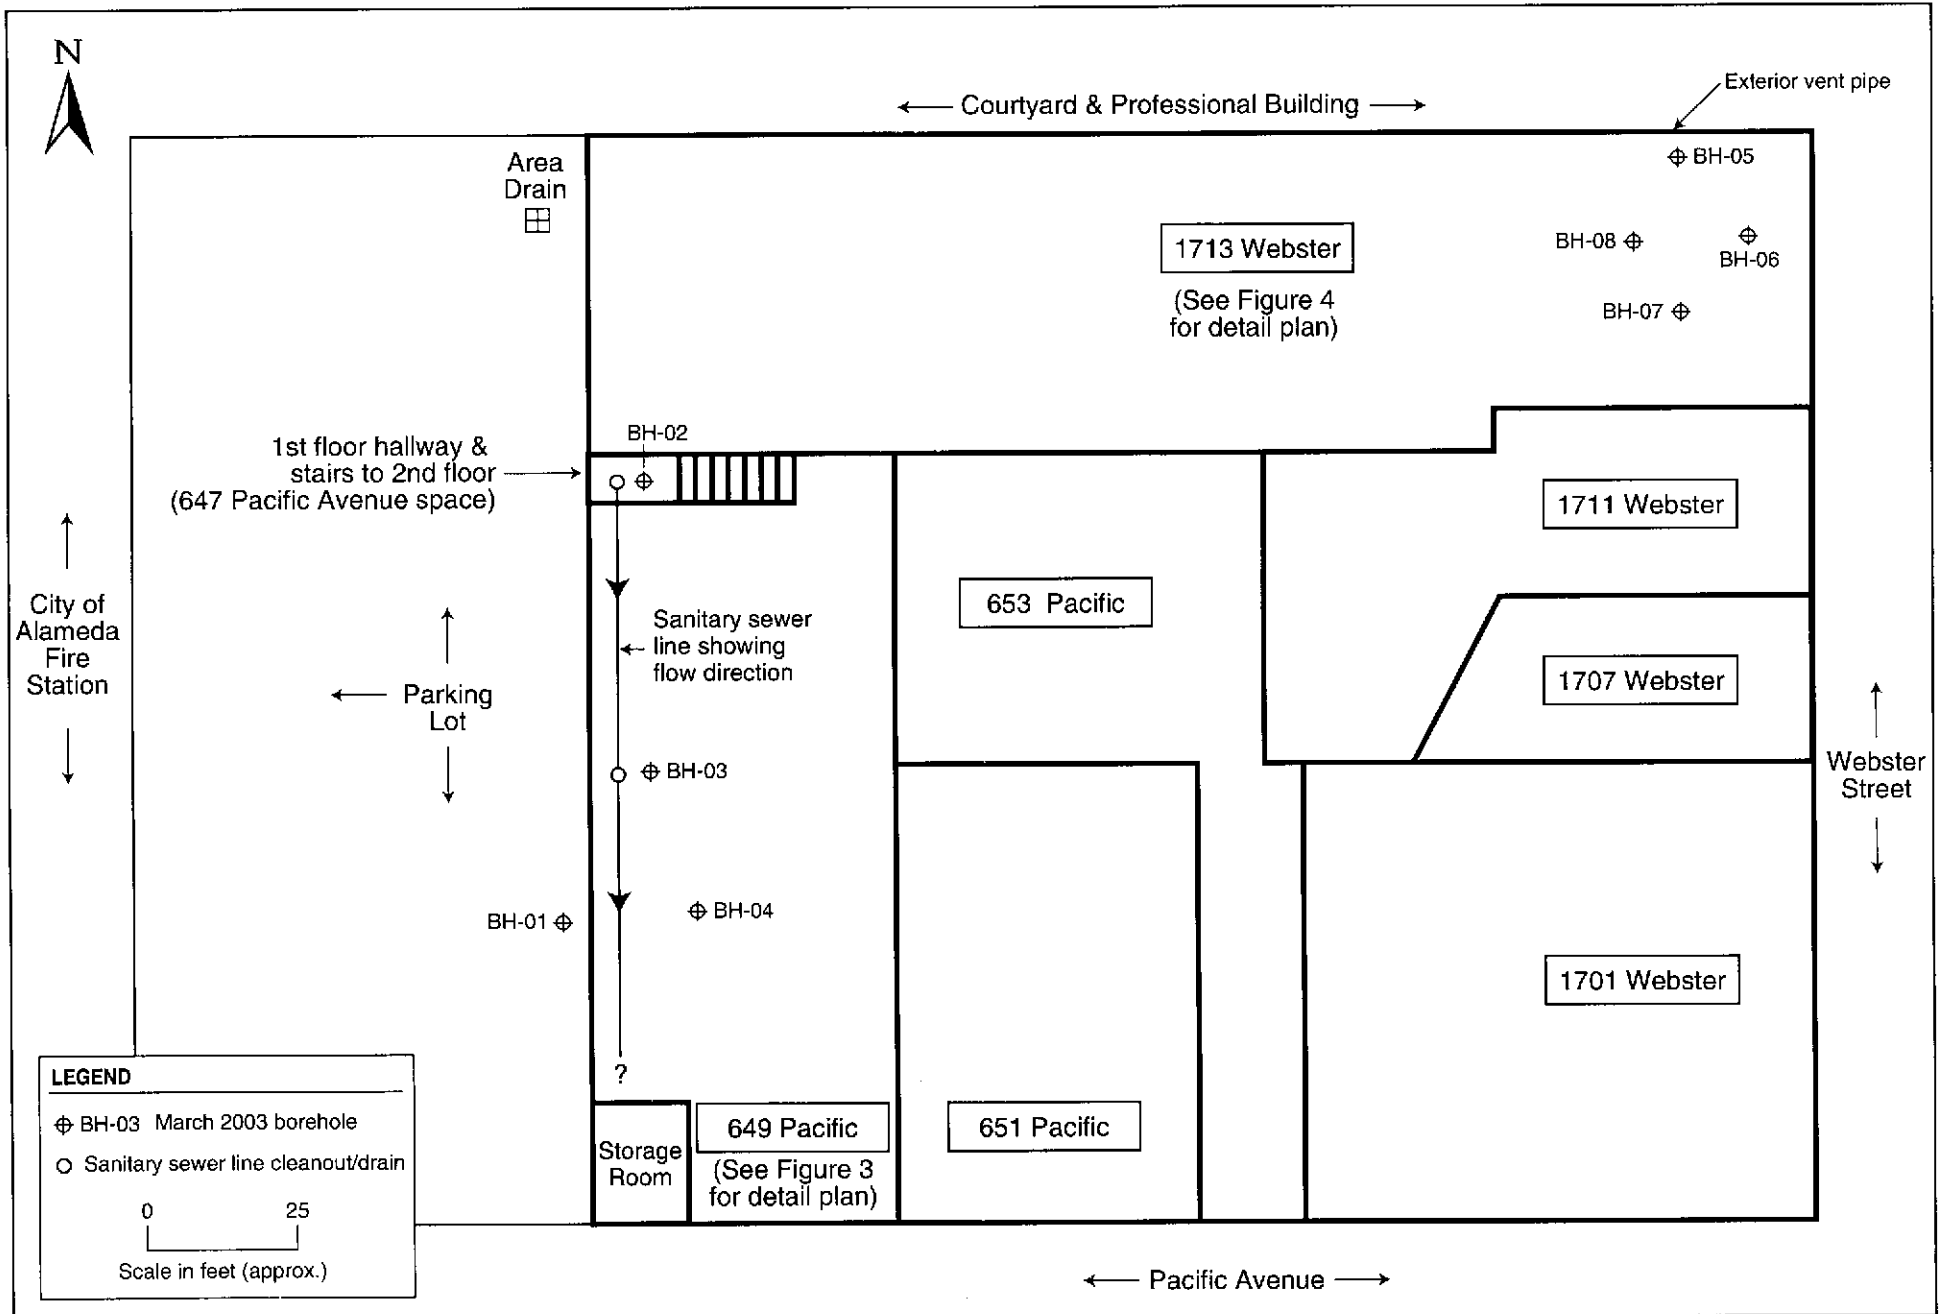 N
Exterior vent pipe
Courtyard & Professional Building
Area
Drain
BH-05
1713 Webster
(See Figure 4
for detail plan)
BH-08
BH-06
BH-07
BH-02
1st floor hallway &
stairs to 2nd floor
(647 Pacific Avenue space)
1711 Webster
City of
Alameda
Fire
Station
653 Pacific
Sanitary sewer
line showing
flow direction
Parking
Lot
1707 Webster
Webster
Street
BH-03
BH-01
BH-04
1701 Webster
?
Storage
Room
649 Pacific
(See Figure 3
for detail plan)
651 Pacific
LEGEND
BH-03 March 2003 borehole
Sanitary sewer line cleanout/drain
0 25
Scale in feet (approx.)
Pacific Avenue